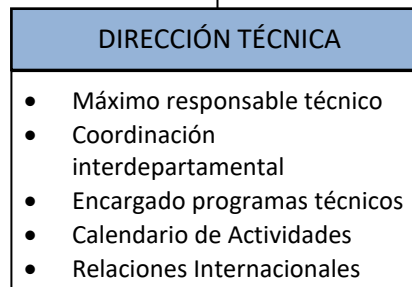 DIRECCIÓN TÉCNICA
• Máximo responsable técnico
• Coordinación
interdepartamental
• Encargado programas técnicos
• Calendario de Actividades
• Relaciones Internacionales